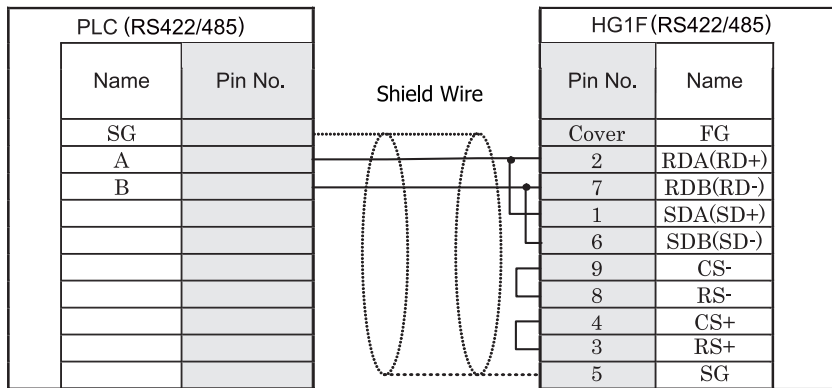 PLC (RS422/485)
HG1F(RS422/485)
Name Pin No.
Shield Wire
Pin No. Name
SG Cover FG
A 2 RDA(RD+)
B 7 RDB(RD-)
1 SDA(SD+)
6 SDB(SD-)
9 CS-
8 RS-
4 CS+
3 RS+
5 SG